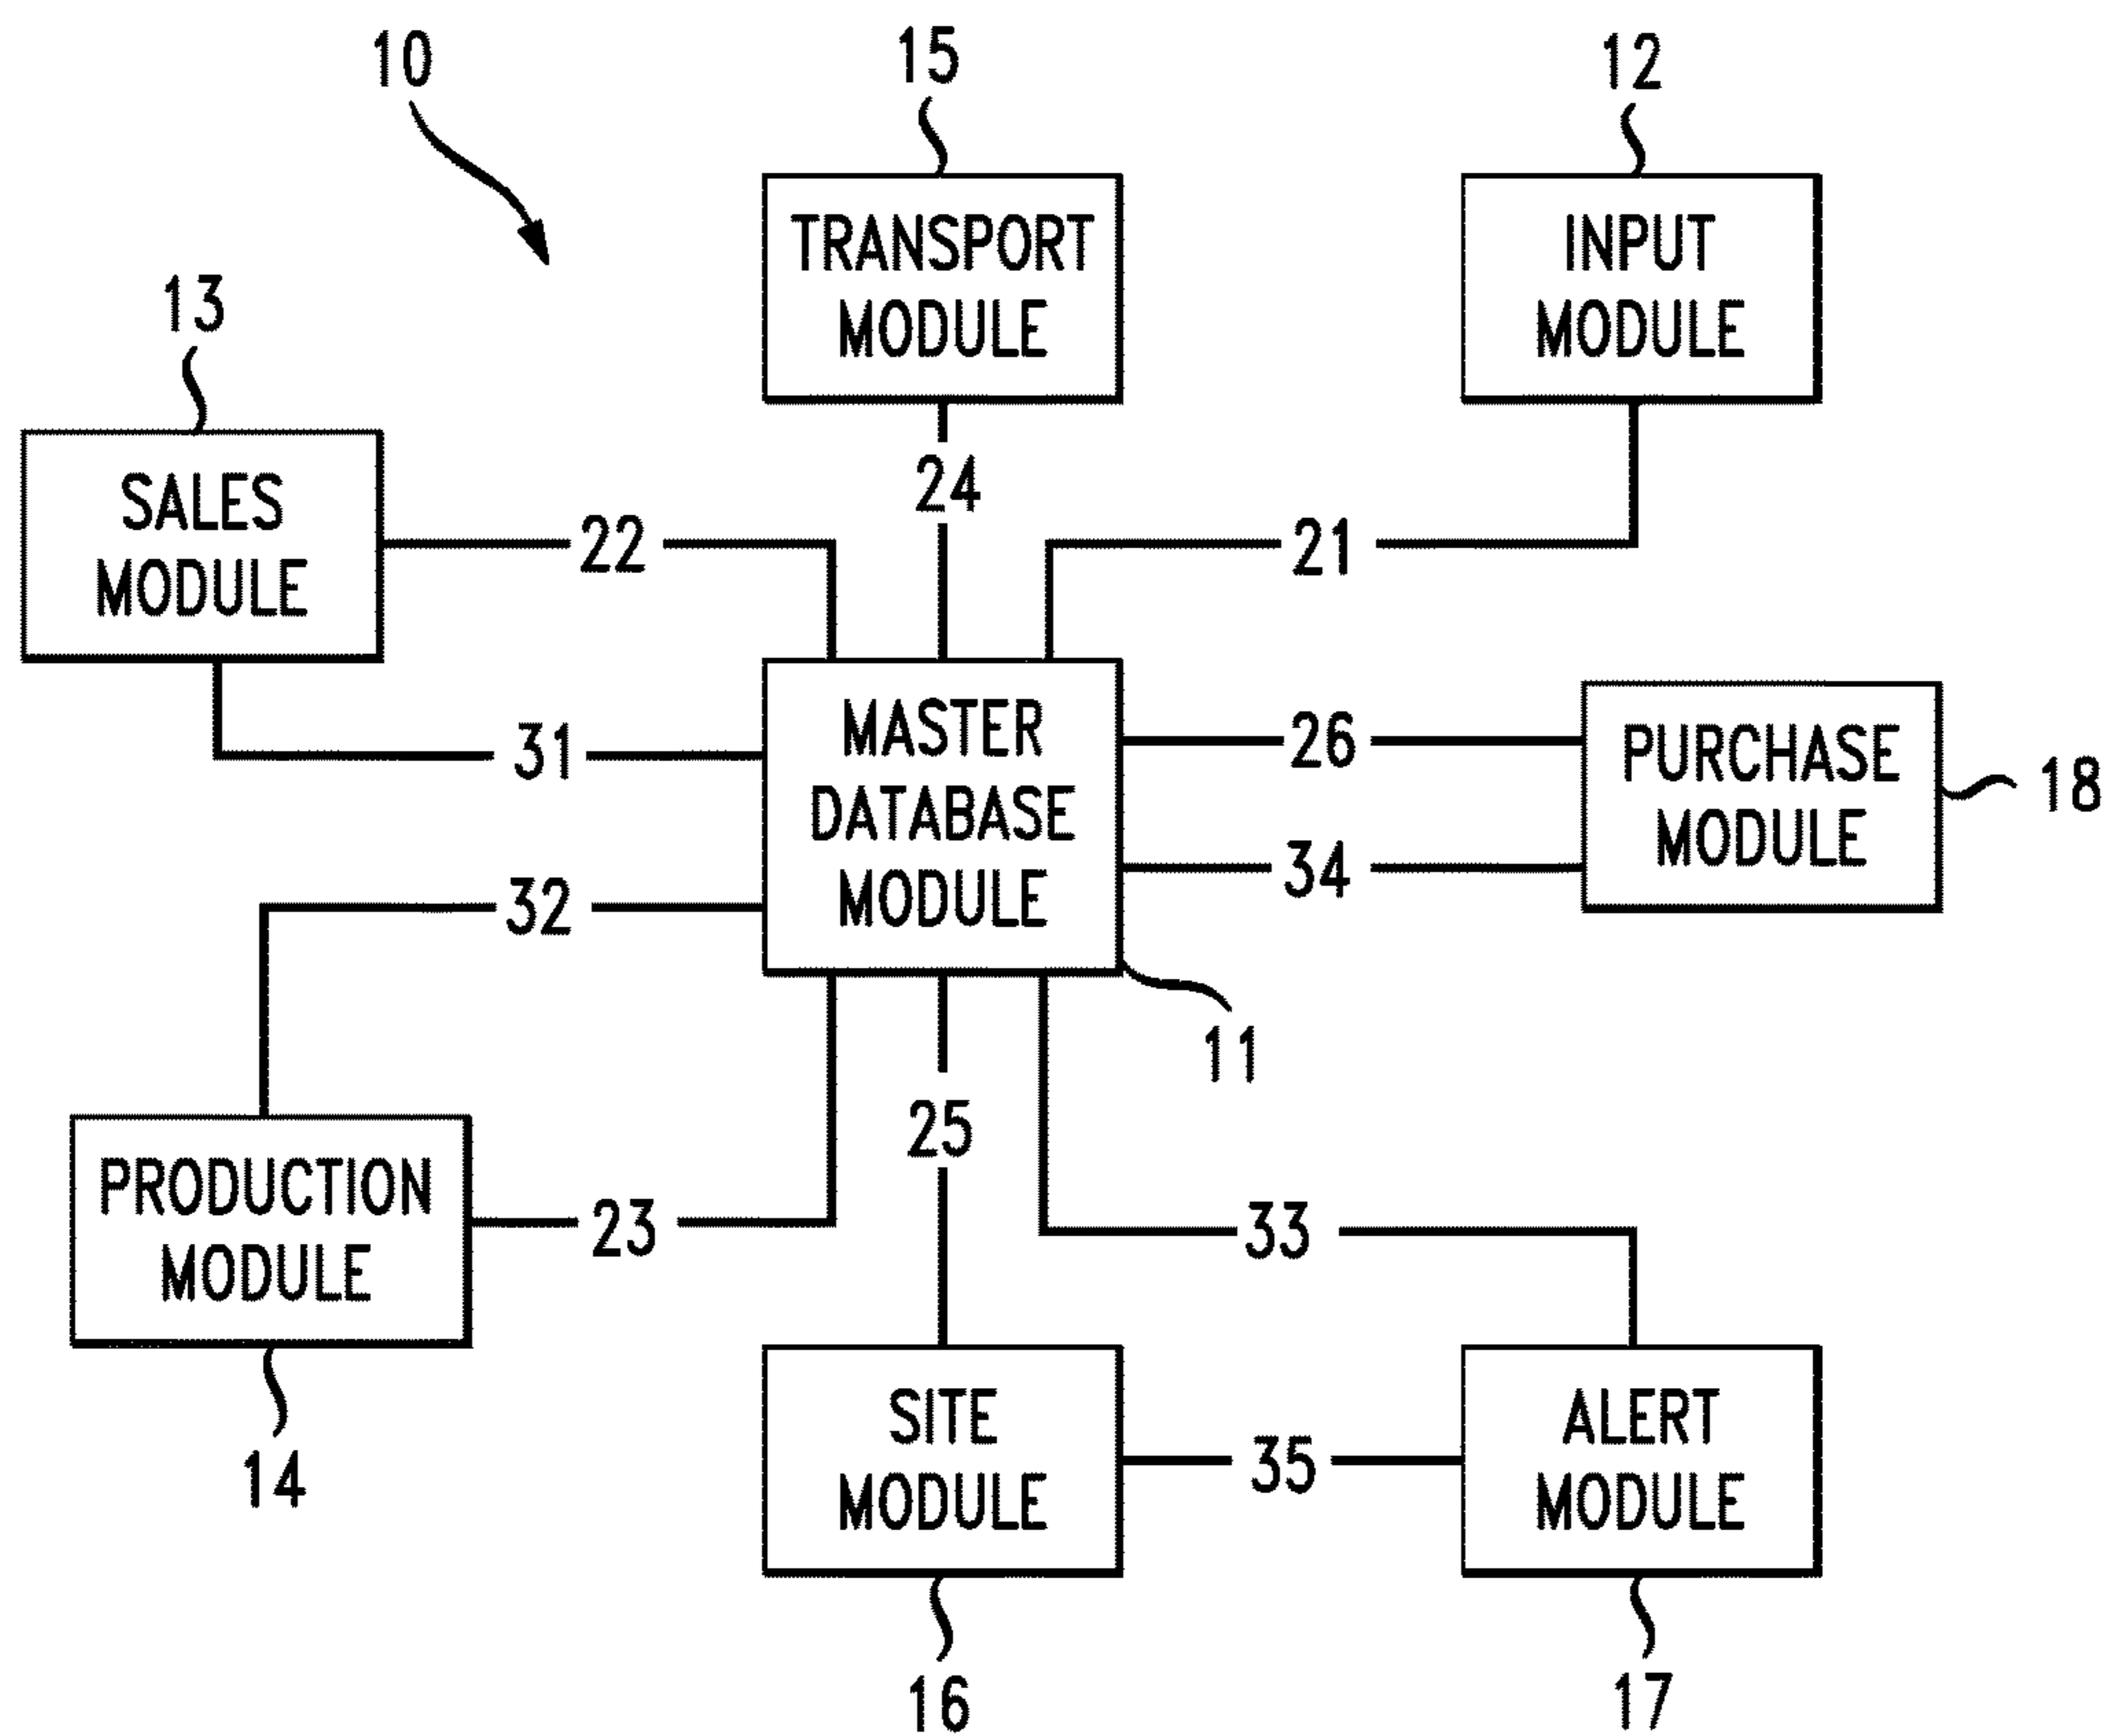 10
15
12
13
TRANSPORT
MODULE
INPUT
MODULE
SALES
MODULE
24
22
21
31
MASTER
DATABASE
MODULE
26
34
PURCHASE
MODULE
18
32
11
PRODUCTION
MODULE
23
25
33
14
SITE
MODULE
35
ALERT
MODULE
16
17